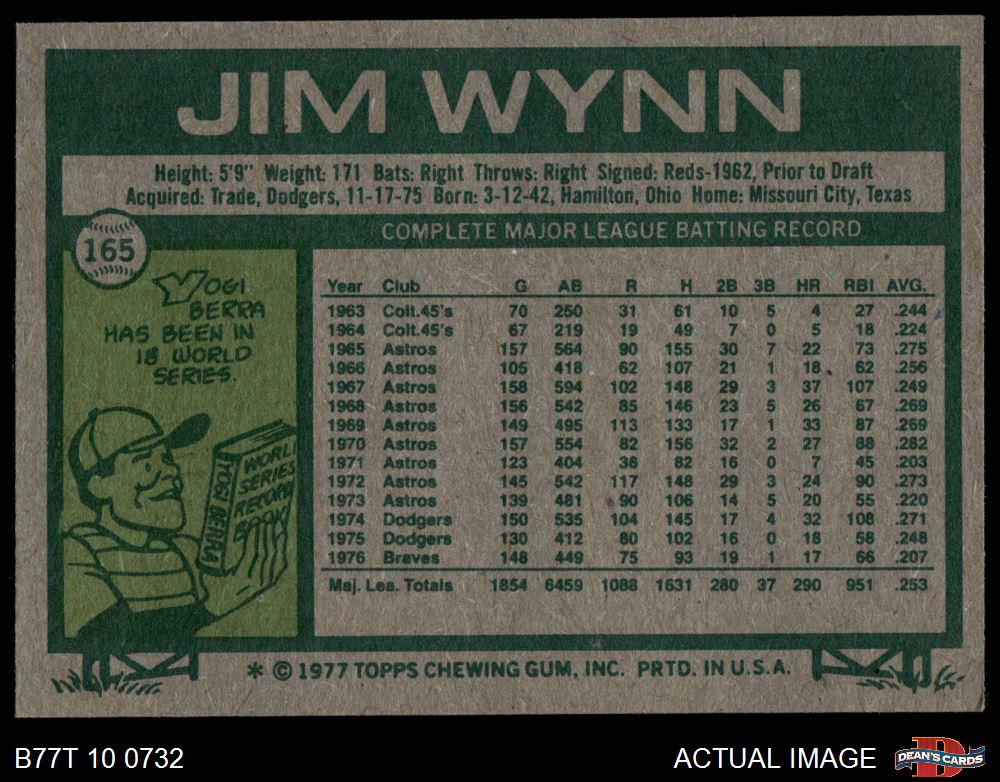 JIM WYNN
Height: 5'9" Weight: 171 Bats: Right Throws: Right Signed: Reds-1962, Prior to Draft
Acquired: Trade, Dodgers, 11-17-75 Born: 3-12-42, Hamilton, Ohio Home: Missouri City, Texas
165
YOGI
BERRA
HAS BEEN IN
18 WORLD
SERIES.
YOGI BERRA
WORLD
SERIES
RECORD
BOOK
COMPLETE MAJOR LEAGUE BATTING RECORD
Year Club G AB R H 2B 3B HR RBI AVG.
1963 Colt.45's 70 250 31 61 10 5 4 27 .244
1964 Colt.45's 67 219 19 49 7 0 5 18 .224
1965 Astros 157 564 90 155 30 7 22 73 .275
1966 Astros 105 418 62 107 21 1 18 62 .256
1967 Astros 158 594 102 148 29 3 37 107 .249
1968 Astros 156 542 85 146 23 5 26 67 .269
1969 Astros 149 495 113 133 17 1 33 87 .269
1970 Astros 157 554 82 156 32 2 27 88 .282
1971 Astros 123 404 38 82 16 0 7 45 .203
1972 Astros 145 542 117 148 29 3 24 90 .273
1973 Astros 139 481 90 106 14 5 20 55 .220
1974 Dodgers 150 535 104 145 17 4 32 108 .271
1975 Dodgers 130 412 80 102 16 0 18 58 .248
1976 Braves 148 449 75 93 19 1 17 66 .207
Maj. Lea. Totals 1854 6459 1088 1631 280 37 290 951 .253
* © 1977 TOPPS CHEWING GUM, INC. PRTD. IN U.S.A.
B77T 10 0732
ACTUAL IMAGE
D
DEAN'S CARDS